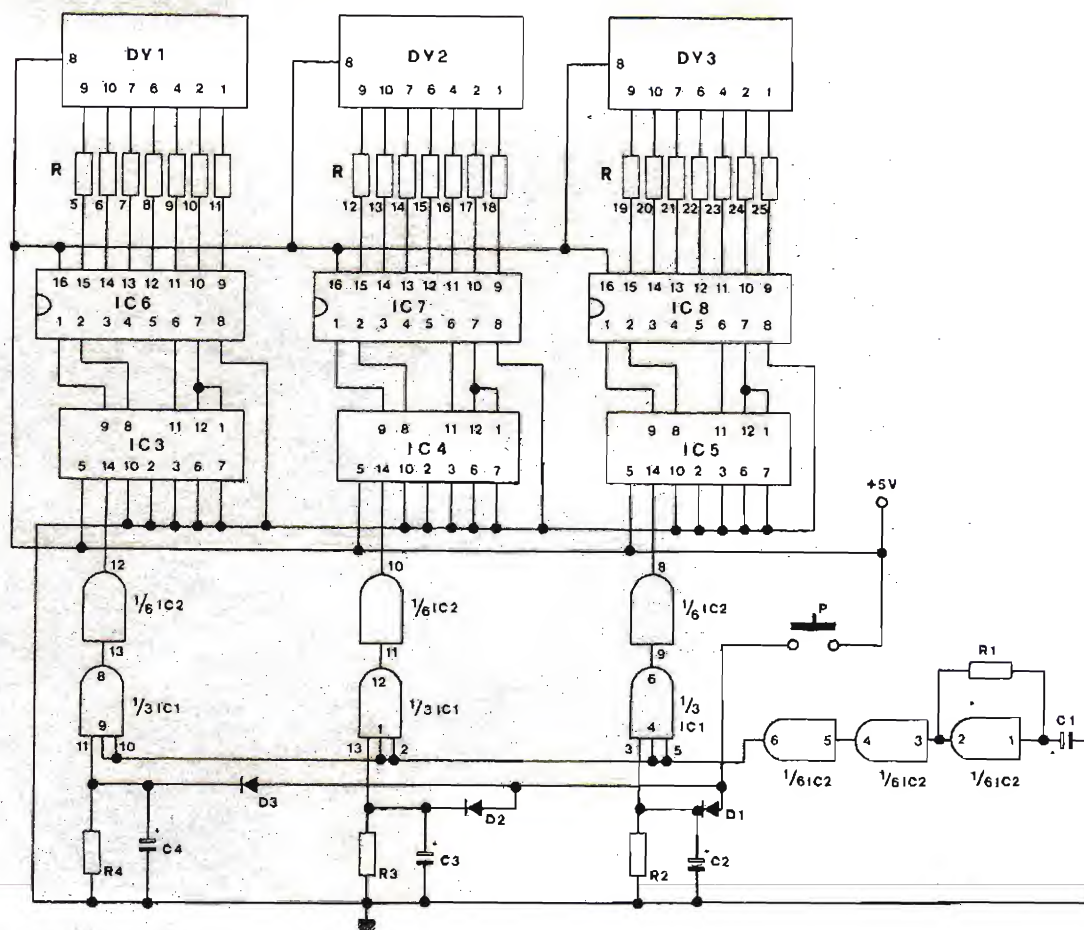 DY1 DY2 DY3
8 8 8
9 10 7 6 4 2 1 9 10 7 6 4 2 1 9 10 7 6 4 2 1
R R R
5 6 7 8 9 10 11 12 13 14 15 16 17 18 19 20 21 22 23 24 25
16 15 14 13 12 11 10 9 16 15 14 13 12 11 10 9 16 15 14 13 12 11 10 9
IC6 IC7 IC8
1 2 3 4 5 6 7 8 1 2 3 4 5 6 7 8 1 2 3 4 5 6 7 8
9 8 11 12 1 9 8 11 12 1 9 8 11 12 1
IC3 IC4 IC5
5 14 10 2 3 6 7 5 14 10 2 3 6 7 5 14 10 2 3 6 7
+5V
12 10 8
1/6 IC2 1/6 IC2 1/6 IC2
P
13 11 9
R1
8 12 6
1/3 IC1 1/3 IC1 1/3 IC1
9 1 4
C1
11 10 13 2 3 5
6 5 4 3 2 1
1/6 IC2 1/6 IC2 1/6 IC2
D3 D2 D1
+ + + +
R4 C4 R3 C3 R2 C2